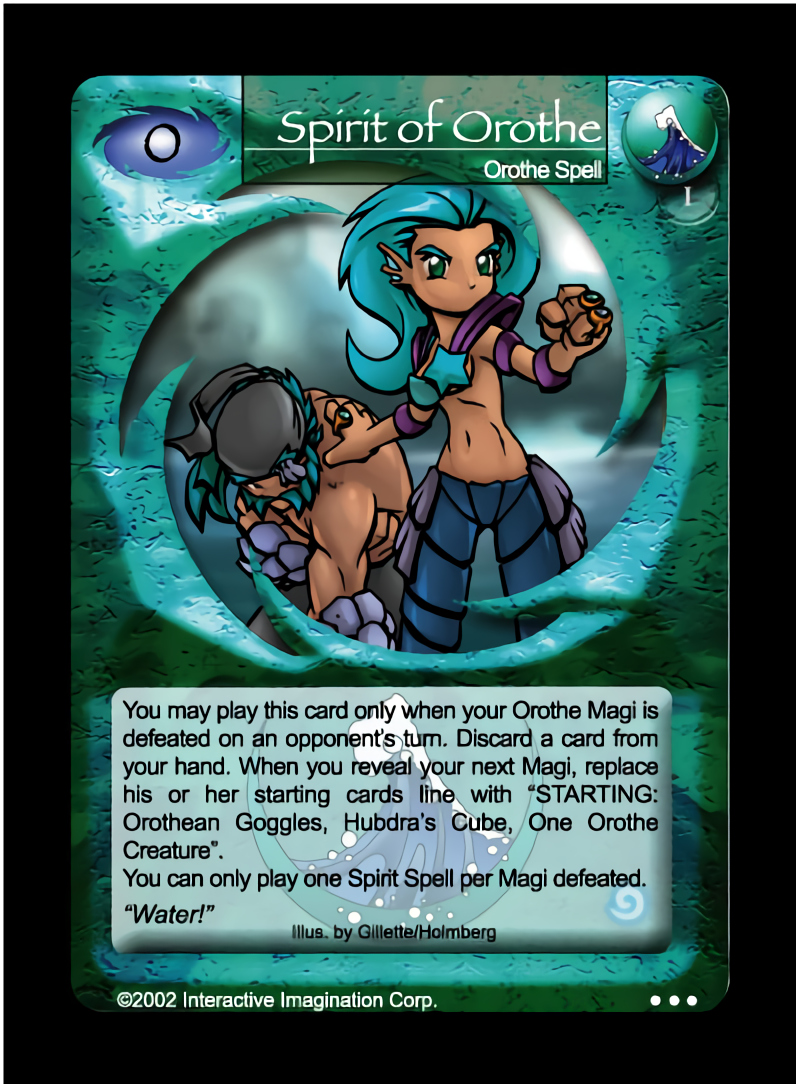 0
Spirit of Orothe
Orothe Spell
I
You may play this card only when your Orothe Magi is
defeated on an opponent's turn. Discard a card from
your hand. When you reveal your next Magi, replace
his or her starting cards line with “STARTING:
Orothean Goggles, Hubdra's Cube, One Orothe
Creature”.
You can only play one Spirit Spell per Magi defeated.
“Water!”
Illus. by Gillette/Holmberg
©2002 Interactive Imagination Corp.